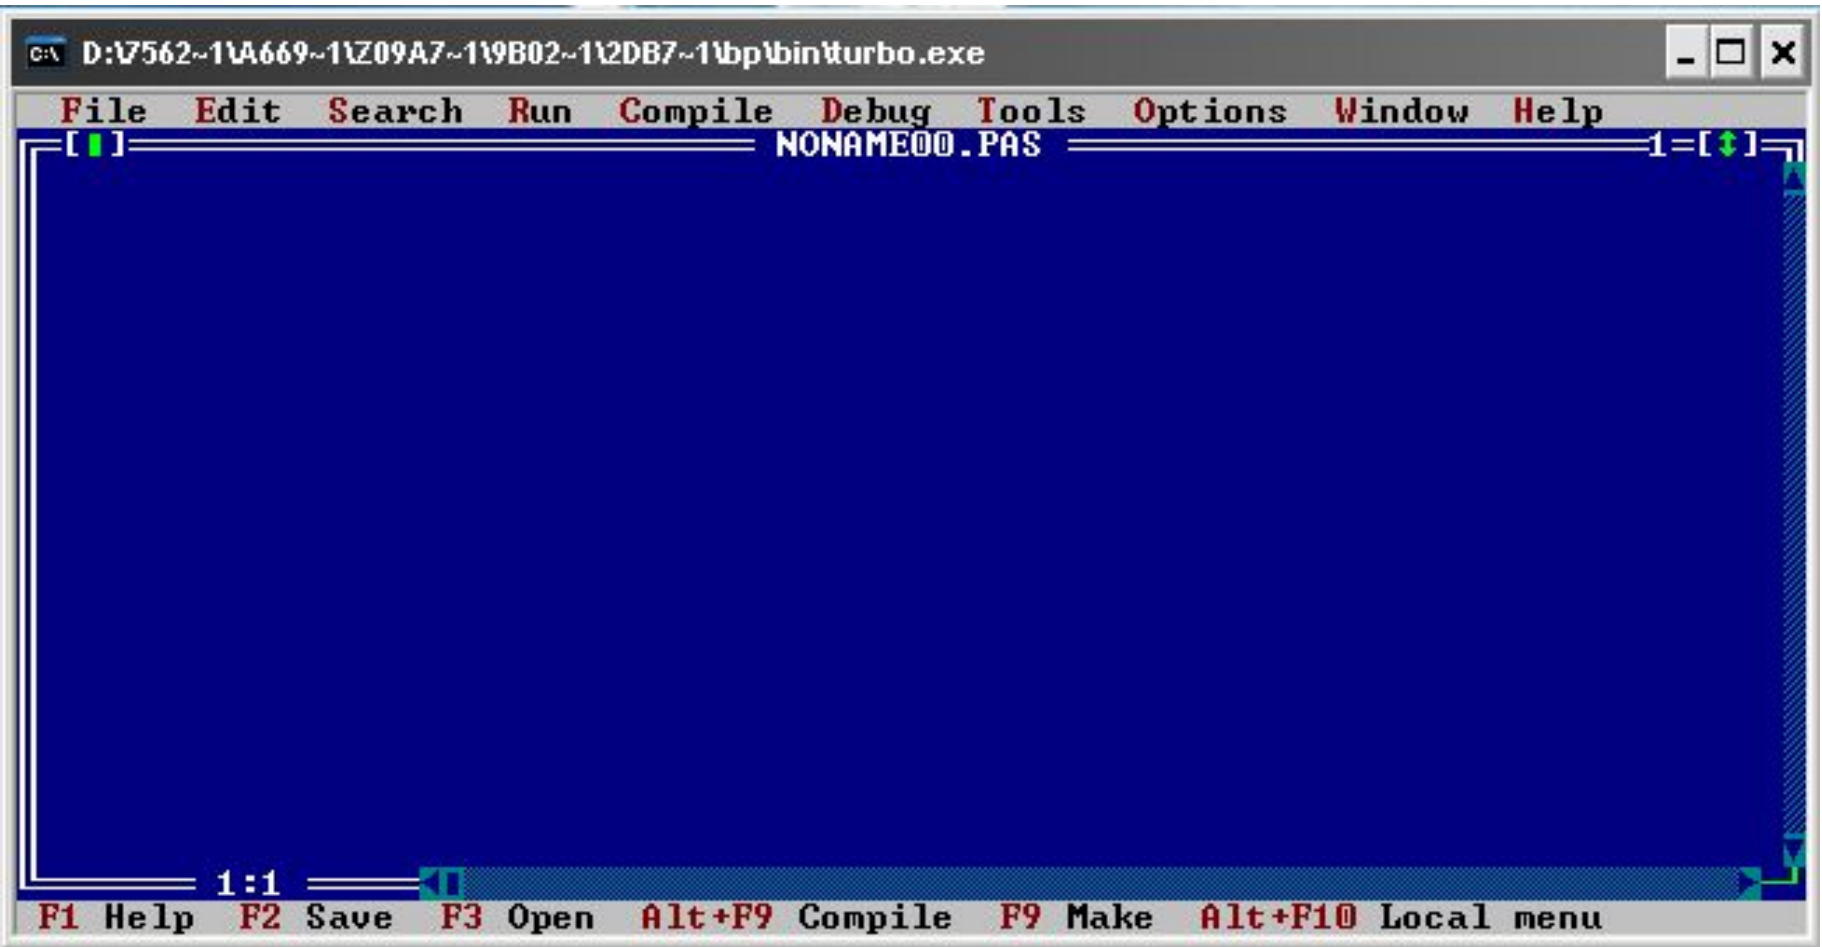 D:\7562~1\A669~1\Z09A7~1\9B02~1\2DB7~1\bp\bin\turbo.exe
File Edit Search Run Compile Debug Tools Options Window Help
[■] NONAME00.PAS 1=[↕]
1:1
F1 Help F2 Save F3 Open Alt+F9 Compile F9 Make Alt+F10 Local menu